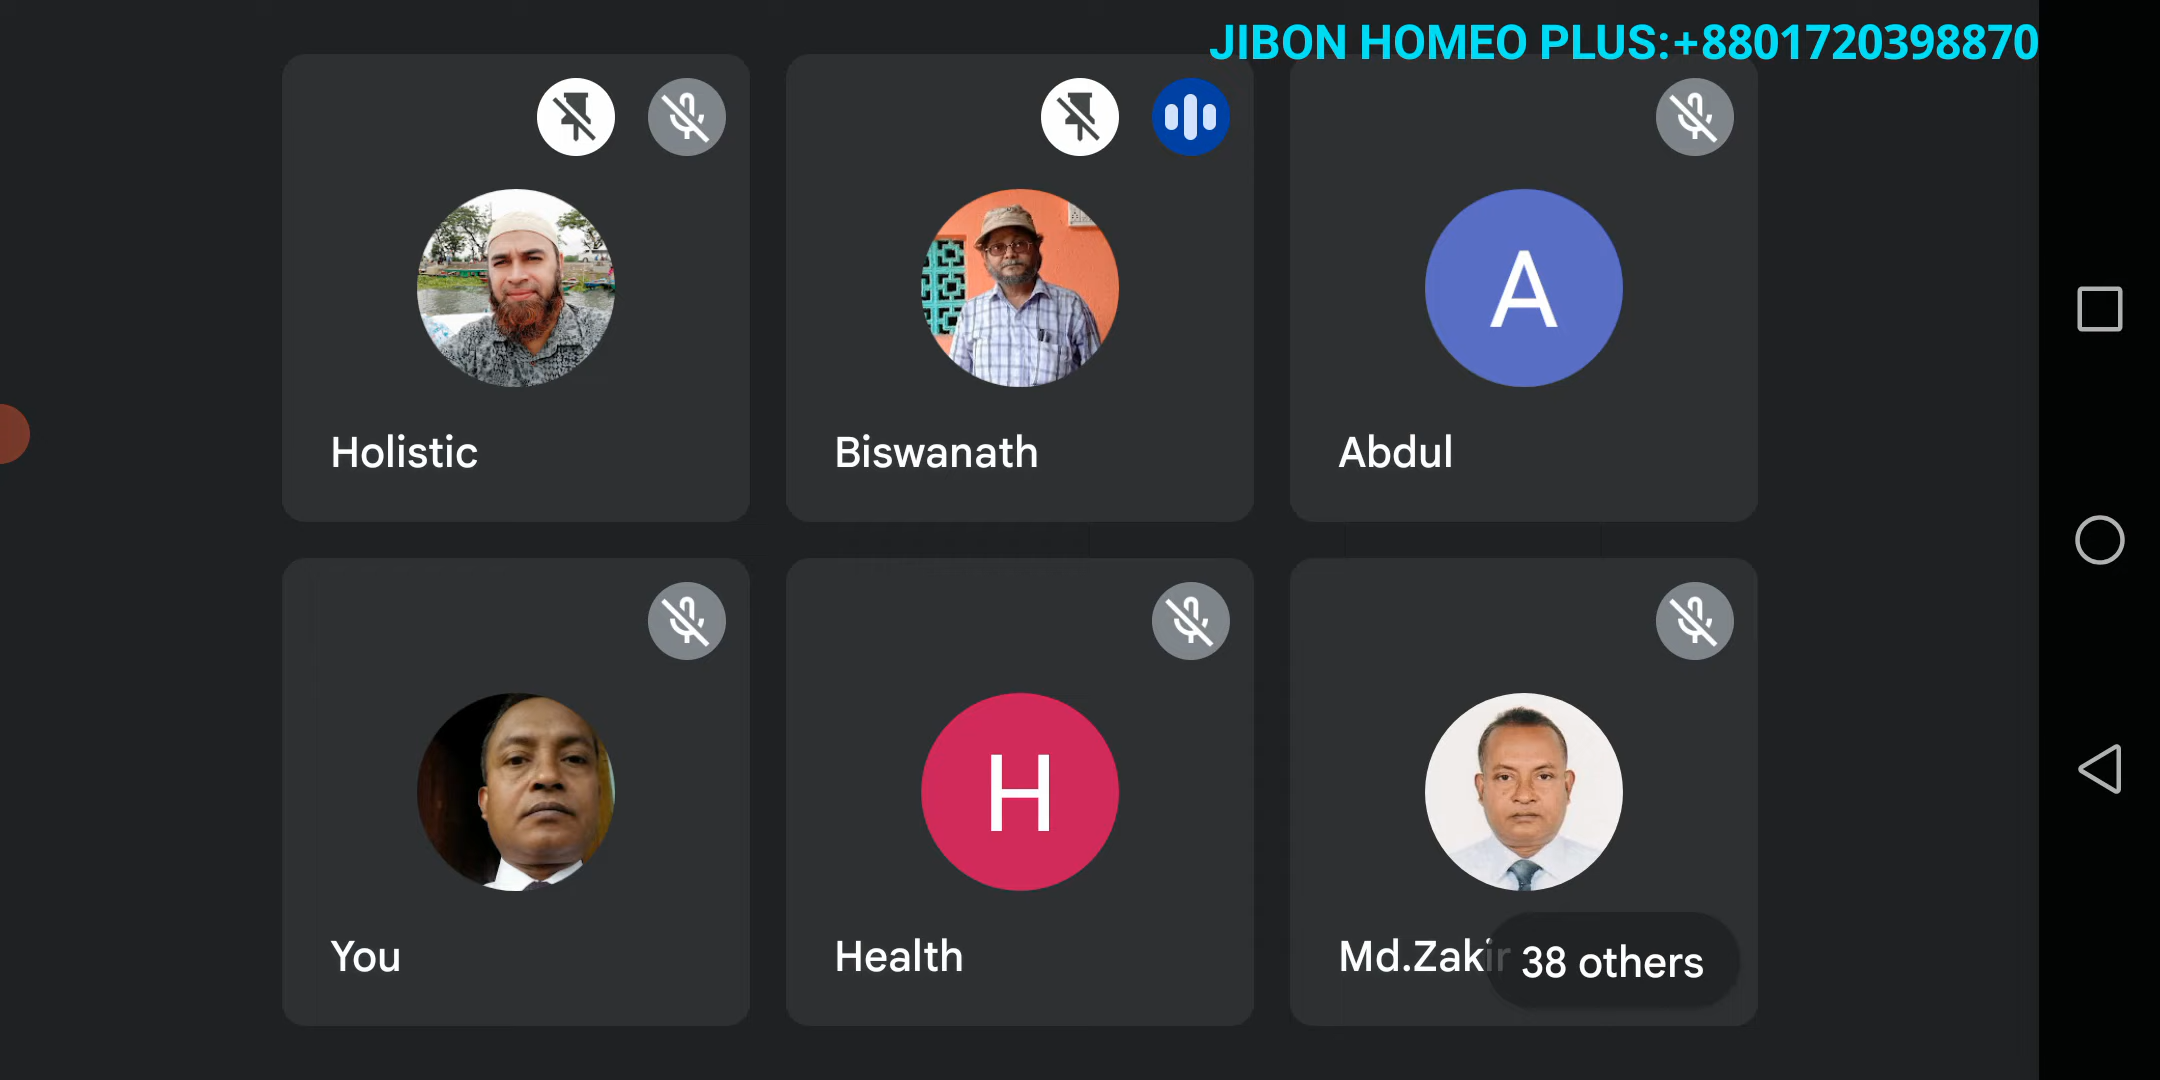 JIBON HOMEO PLUS:+8801720398870
Holistic
Biswanath
A
Abdul
You
H
Health
Md.Zakir
38 others